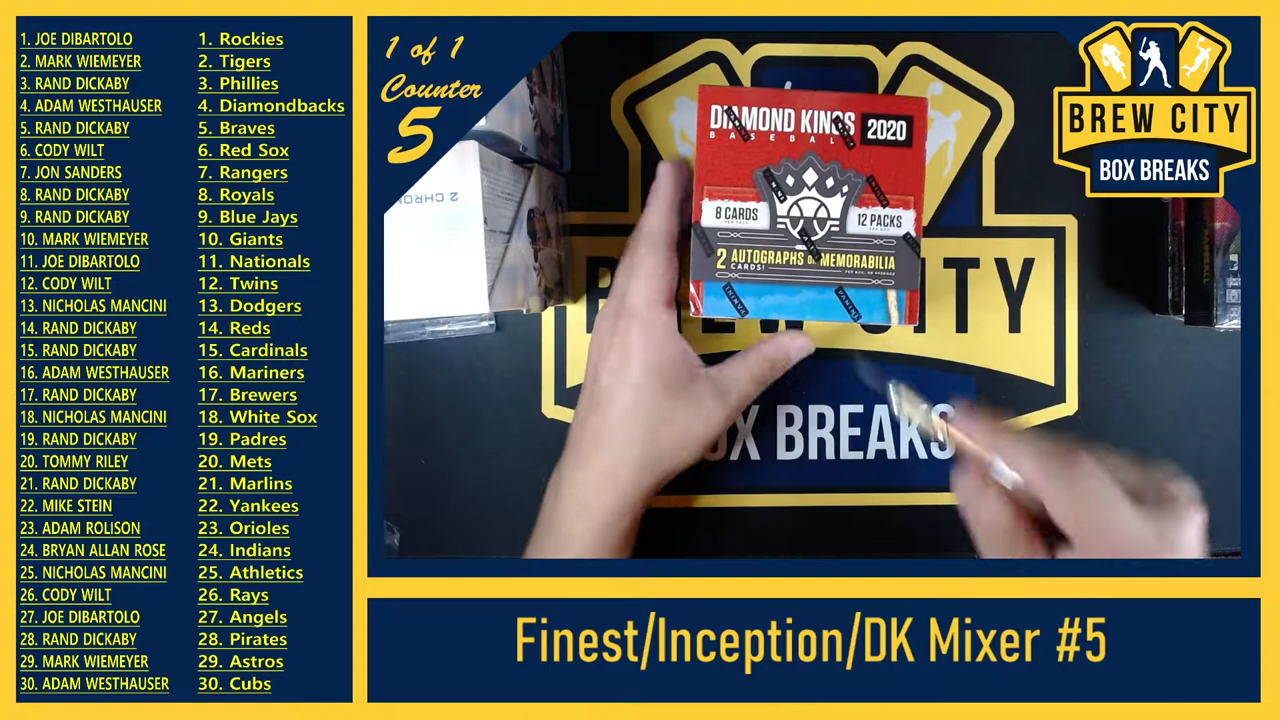 1. JOE DIBARTOLO 1. Rockies
2. MARK WIEMEYER 2. Tigers
3. RAND DICKABY 3. Phillies
4. ADAM WESTHAUSER 4. Diamondbacks
5. RAND DICKABY 5. Braves
6. CODY WILT 6. Red Sox
7. JON SANDERS 7. Rangers
8. RAND DICKABY 8. Royals
9. RAND DICKABY 9. Blue Jays
10. MARK WIEMEYER 10. Giants
11. JOE DIBARTOLO 11. Nationals
12. CODY WILT 12. Twins
13. NICHOLAS MANCINI 13. Dodgers
14. RAND DICKABY 14. Reds
15. RAND DICKABY 15. Cardinals
16. ADAM WESTHAUSER 16. Mariners
17. RAND DICKABY 17. Brewers
18. NICHOLAS MANCINI 18. White Sox
19. RAND DICKABY 19. Padres
20. TOMMY RILEY 20. Mets
21. RAND DICKABY 21. Marlins
22. MIKE STEIN 22. Yankees
23. ADAM ROLISON 23. Orioles
24. BRYAN ALLAN ROSE 24. Indians
25. NICHOLAS MANCINI 25. Athletics
26. CODY WILT 26. Rays
27. JOE DIBARTOLO 27. Angels
28. RAND DICKABY 28. Pirates
29. MARK WIEMEYER 29. Astros
30. ADAM WESTHAUSER 30. Cubs
1 of 1
Counter
5
BREW CITY
BOX BREAKS
DIAMOND KINGS 2020
BASEBALL
8 CARDS
12 PACKS
2 AUTOGRAPHS OR MEMORABILIA
CARDS!
PANINI
PANINI
2 CHRO
BOX BREAKS
Finest/Inception/DK Mixer #5